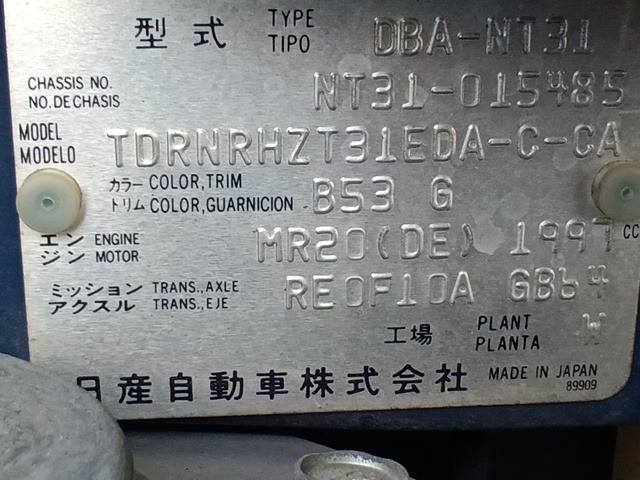 型式 TYPE TIPO DBA-NT31
CHASSIS NO. NO.DE CHASIS NT31-015485
MODEL MODELO TDRNRHZT31EDA-C-CA
カラー COLOR,TRIM トリム COLOR,GUARNICION B53 G
エンジン ENGINE MOTOR MR20(DE) 1997 CC
ミッション TRANS.,AXLE アクスル TRANS.,EJE RE0F10A GB64
工場 PLANT PLANTA W
日産自動車株式会社 MADE IN JAPAN
89909